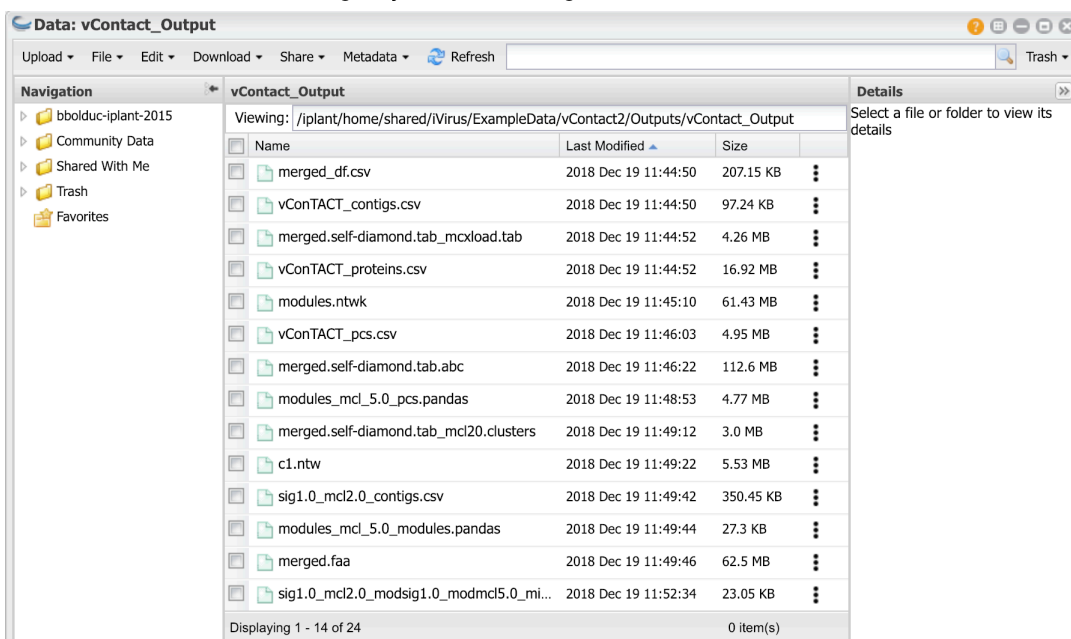 Data: vContact_Output
Upload File Edit Download Share Metadata Refresh Trash
Navigation
bbolduc-iplant-2015
Community Data
Shared With Me
Trash
Favorites
vContact_Output
Viewing: /iplant/home/shared/iVirus/ExampleData/vContact2/Outputs/vContact_Output
Name Last Modified Size
merged_df.csv 2018 Dec 19 11:44:50 207.15 KB
vConTACT_contigs.csv 2018 Dec 19 11:44:50 97.24 KB
merged.self-diamond.tab_mcxload.tab 2018 Dec 19 11:44:52 4.26 MB
vConTACT_proteins.csv 2018 Dec 19 11:44:52 16.92 MB
modules.ntwk 2018 Dec 19 11:45:10 61.43 MB
vConTACT_pcs.csv 2018 Dec 19 11:46:03 4.95 MB
merged.self-diamond.tab.abc 2018 Dec 19 11:46:22 112.6 MB
modules_mcl_5.0_pcs.pandas 2018 Dec 19 11:48:53 4.77 MB
merged.self-diamond.tab_mcl20.clusters 2018 Dec 19 11:49:12 3.0 MB
c1.ntw 2018 Dec 19 11:49:22 5.53 MB
sig1.0_mcl2.0_contigs.csv 2018 Dec 19 11:49:42 350.45 KB
modules_mcl_5.0_modules.pandas 2018 Dec 19 11:49:44 27.3 KB
merged.faa 2018 Dec 19 11:49:46 62.5 MB
sig1.0_mcl2.0_modsig1.0_modmcl5.0_mi... 2018 Dec 19 11:52:34 23.05 KB
Displaying 1 - 14 of 24 0 item(s)
Details
Select a file or folder to view its
details